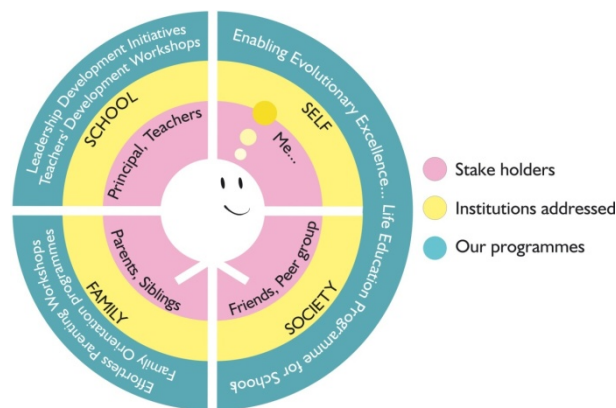 Leadership Development Initiatives
Teachers' Development Workshops
SCHOOL
Principal, Teachers
Enabling Evolutionary Excellence... Life Education Programme for School
SELF
Me...
Parents, Siblings
FAMILY
Family Orientation programmes
Effortless Parenting Workshops
Friends, Peer group
SOCIETY
Stake holders
Institutions addressed
Our programmes